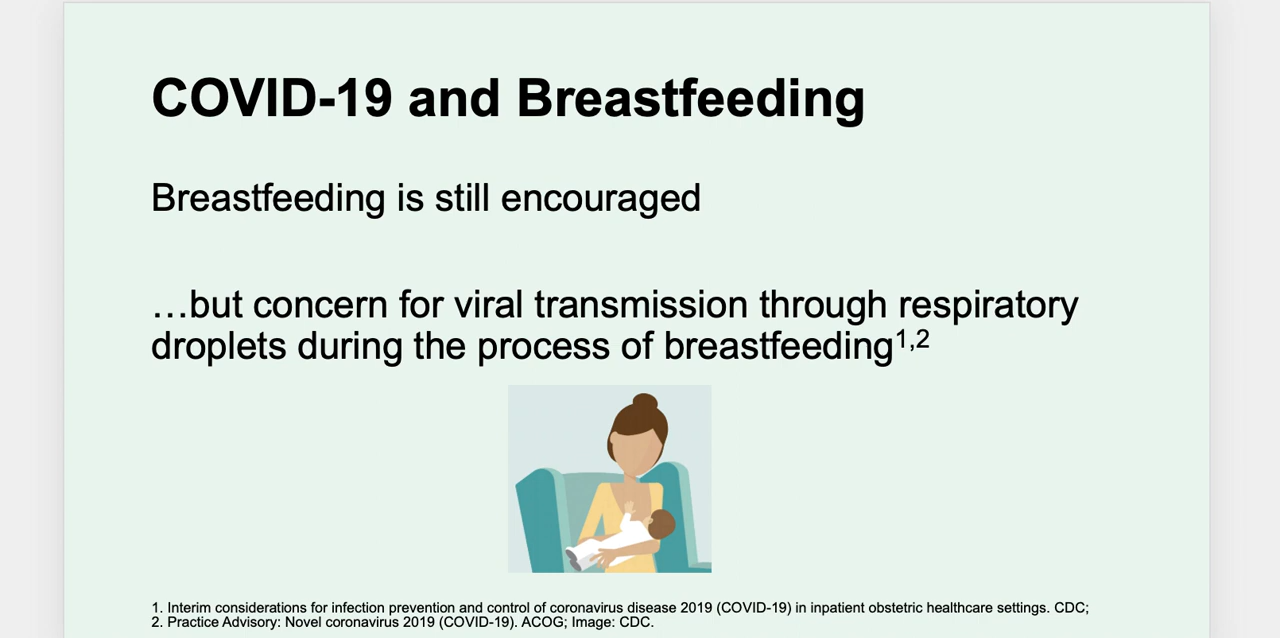 COVID-19 and Breastfeeding
Breastfeeding is still encouraged
…but concern for viral transmission through respiratory
droplets during the process of breastfeeding1,2
1. Interim considerations for infection prevention and control of coronavirus disease 2019 (COVID-19) in inpatient obstetric healthcare settings. CDC;
2. Practice Advisory: Novel coronavirus 2019 (COVID-19). ACOG; Image: CDC.